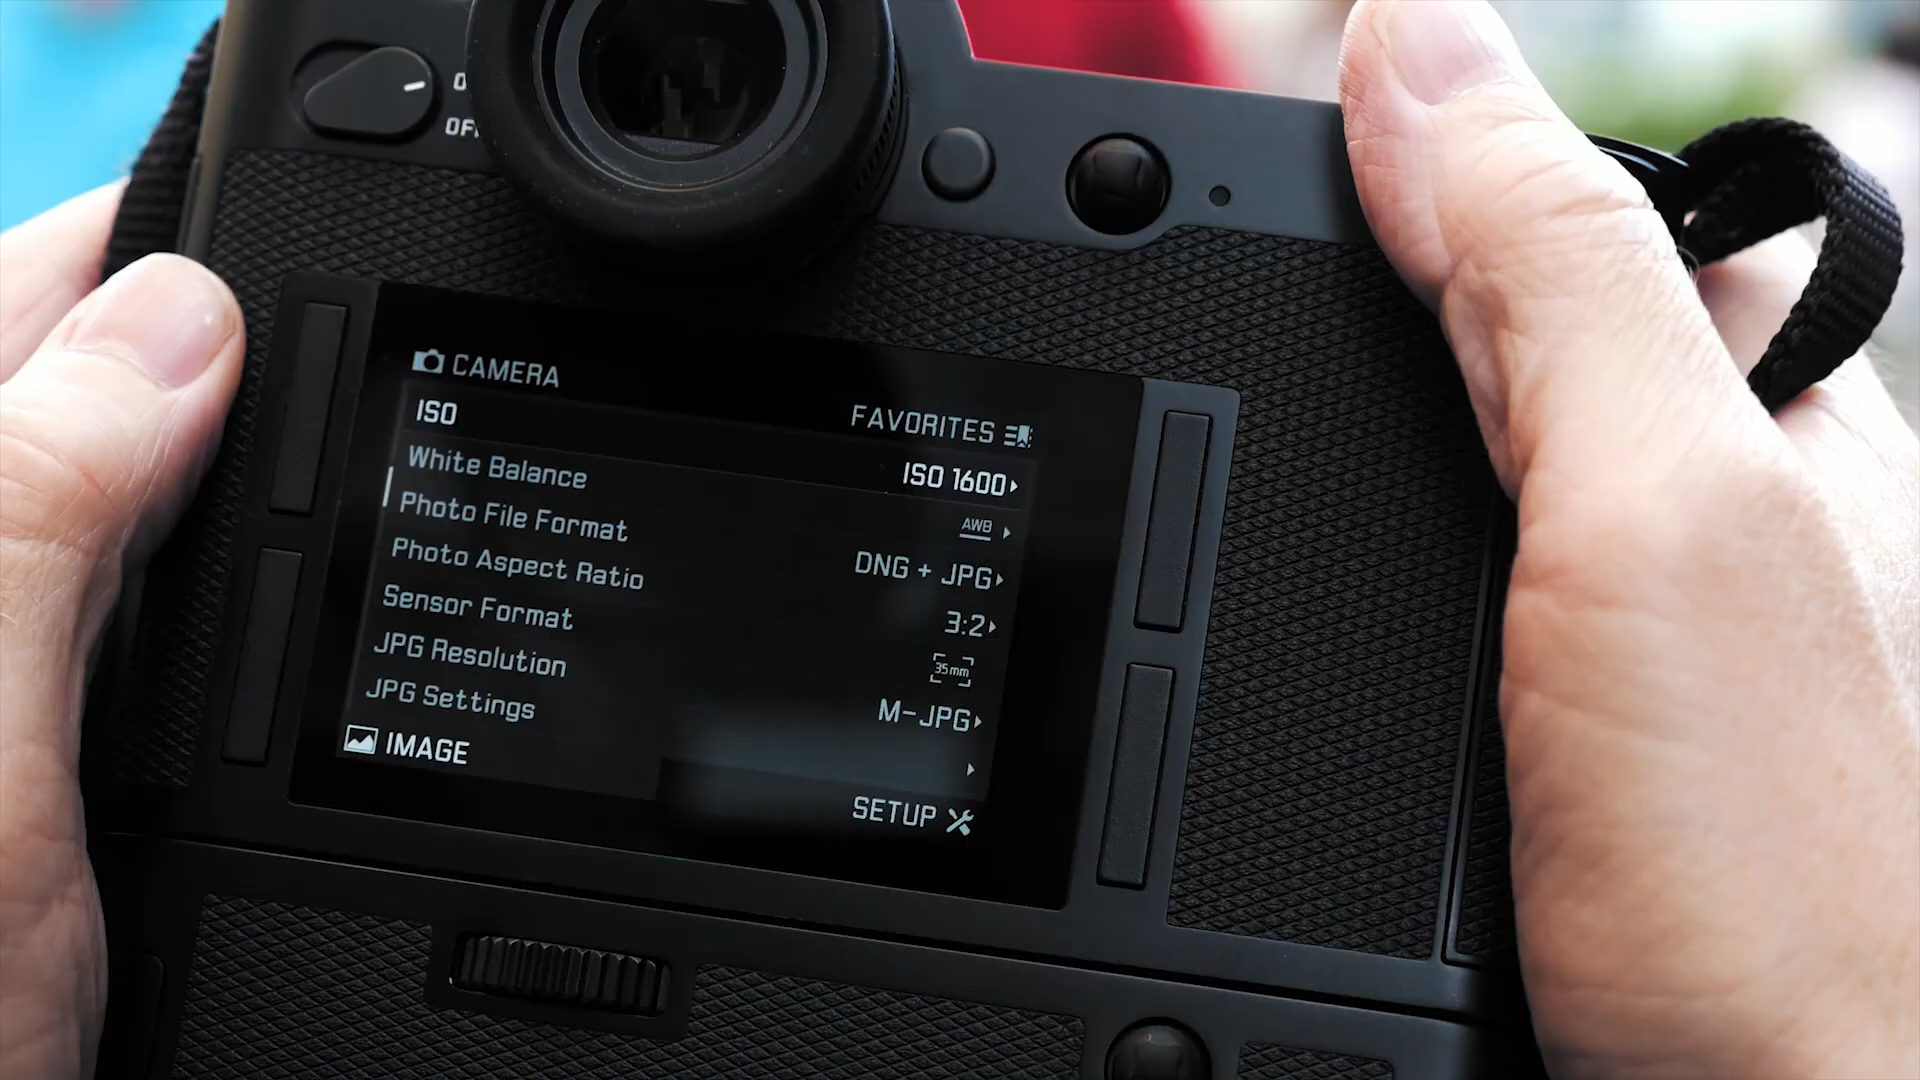 OFF
CAMERA
FAVORITES
ISO ISO 1600
White Balance AWB
Photo File Format DNG + JPG
Photo Aspect Ratio 3:2
Sensor Format 35mm
JPG Resolution M-JPG
JPG Settings
IMAGE
SETUP